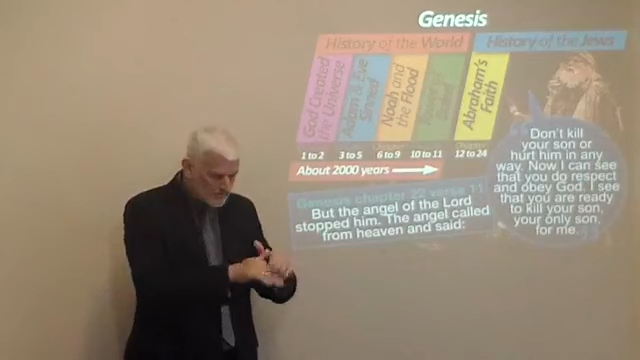 Genesis
History of the World
History of the Jews
God Created
the Universe
Adam & Eve
Sinned
Noah and
the Flood
Tower of
Babel
Abraham's
Faith
Chapter
1 to 2
3 to 5
6 to 9
10 to 11
12 to 24
About 2000 years
Genesis chapter 22 verse 11
But the angel of the Lord
stopped him. The angel called
from heaven and said:
Don't kill
your son or
hurt him in any
way. Now I can see
that you do respect
and obey God. I see
that you are ready
to kill your son,
your only son,
for me.